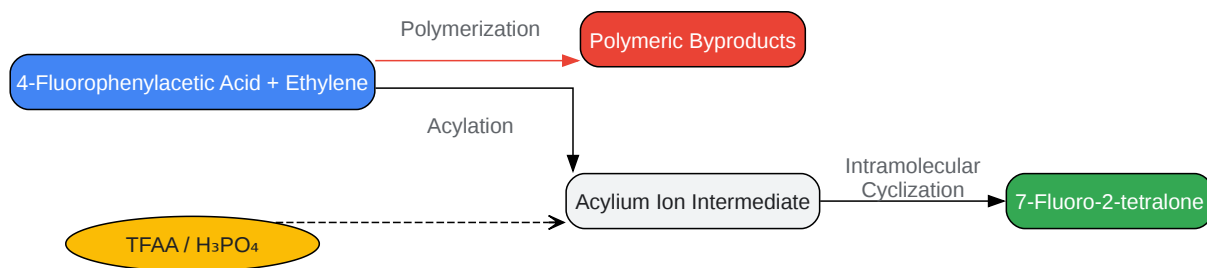 Polymerization
Polymeric Byproducts
4-Fluorophenylacetic Acid + Ethylene
Acylation
Intramolecular
Cyclization
Acylium Ion Intermediate
7-Fluoro-2-tetralone
TFAA / H₃PO₄